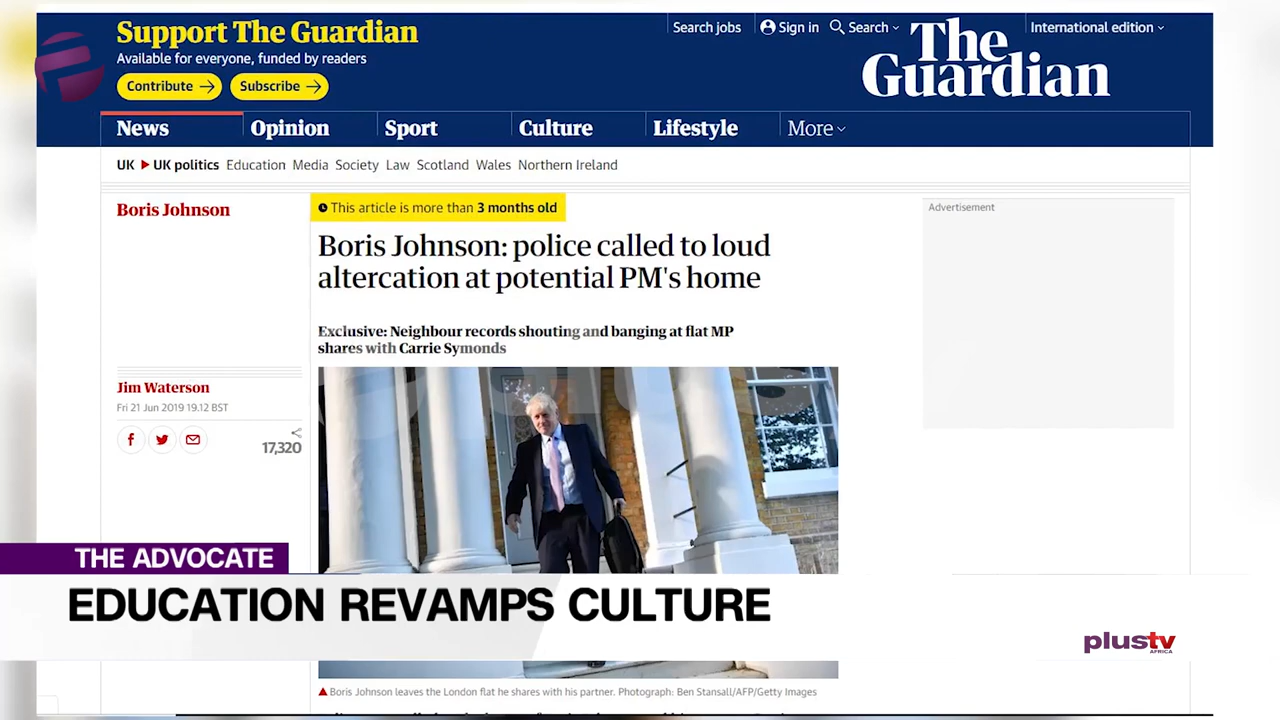 Support The Guardian
Available for everyone, funded by readers
Contribute → Subscribe →
Search jobs Sign in Search International edition
The Guardian
News Opinion Sport Culture Lifestyle More
UK UK politics Education Media Society Law Scotland Wales Northern Ireland
Boris Johnson
This article is more than 3 months old
Advertisement
Boris Johnson: police called to loud
altercation at potential PM's home
Exclusive: Neighbour records shouting and banging at flat MP
shares with Carrie Symonds
Jim Waterson
Fri 21 Jun 2019 19.12 BST
17,320
THE ADVOCATE
EDUCATION REVAMPS CULTURE
plustv
AFRICA
Boris Johnson leaves the London flat he shares with his partner. Photograph: Ben Stansall/AFP/Getty Images